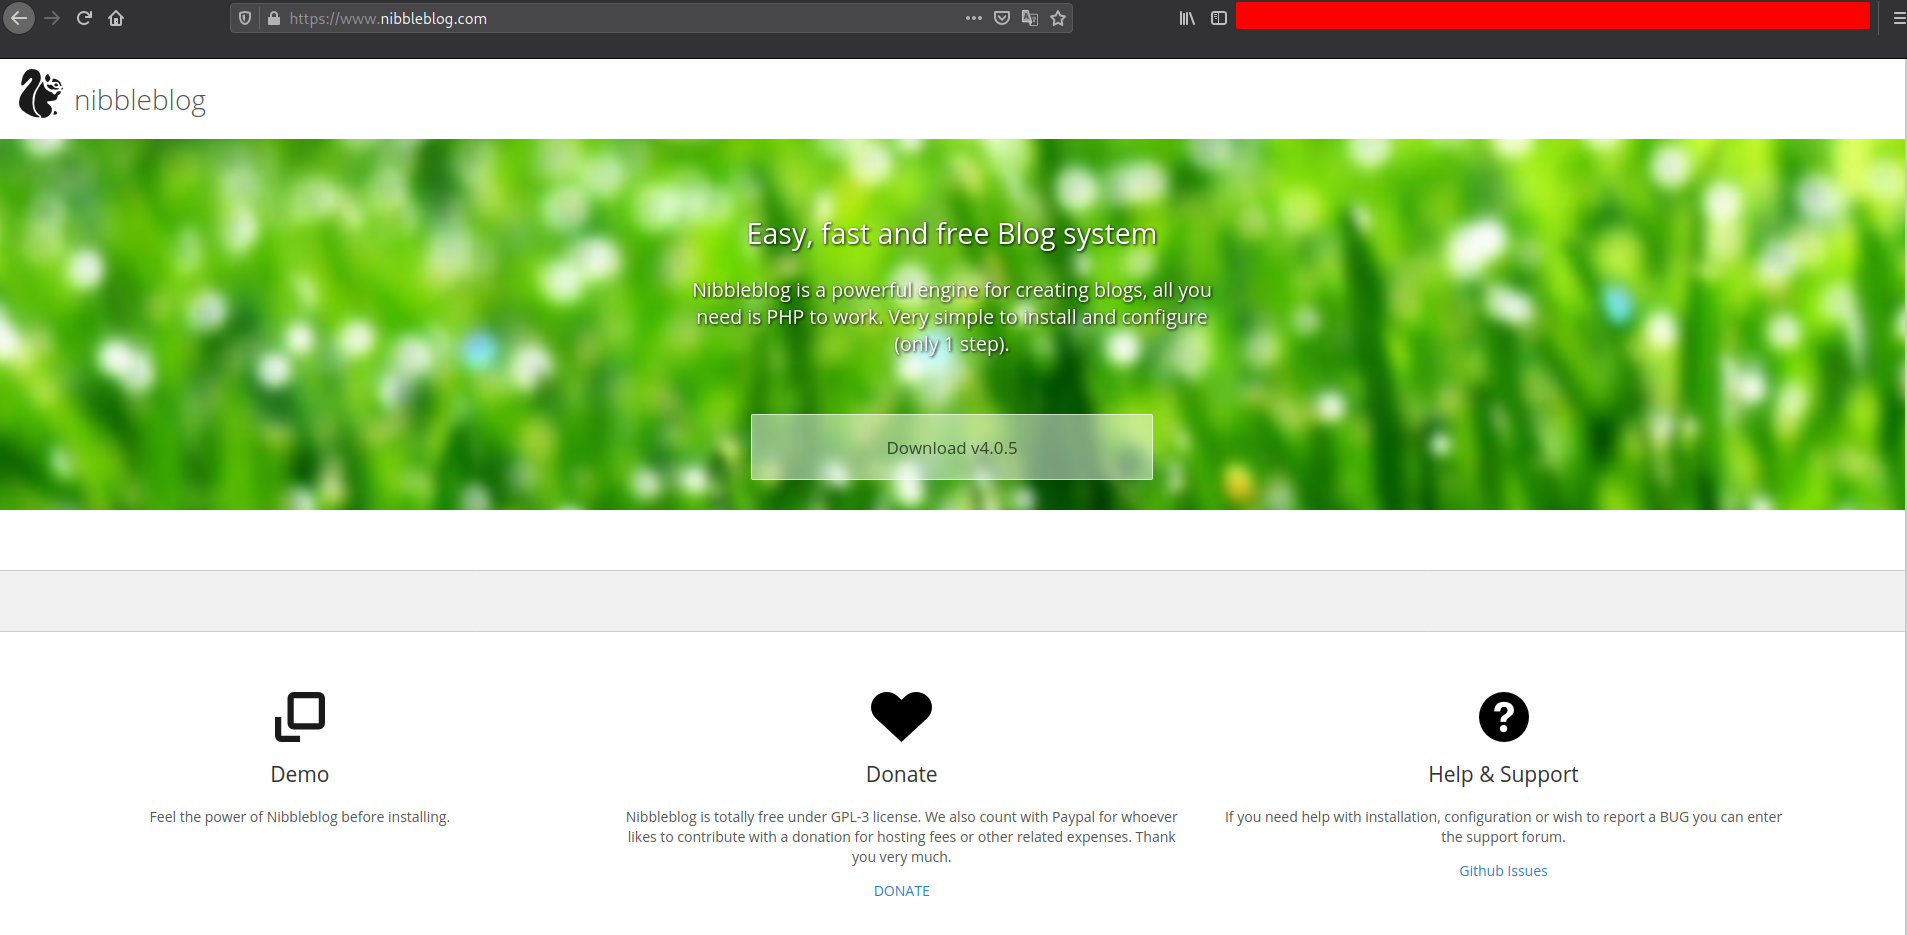 https://www.nibbleblog.com
nibbleblog
Easy, fast and free Blog system
Nibbleblog is a powerful engine for creating blogs, all you
need is PHP to work. Very simple to install and configure
(only 1 step).
Download v4.0.5
Demo
Feel the power of Nibbleblog before installing.
Donate
Nibbleblog is totally free under GPL-3 license. We also count with Paypal for whoever
likes to contribute with a donation for hosting fees or other related expenses. Thank
you very much.
DONATE
Help & Support
If you need help with installation, configuration or wish to report a BUG you can enter
the support forum.
Github Issues